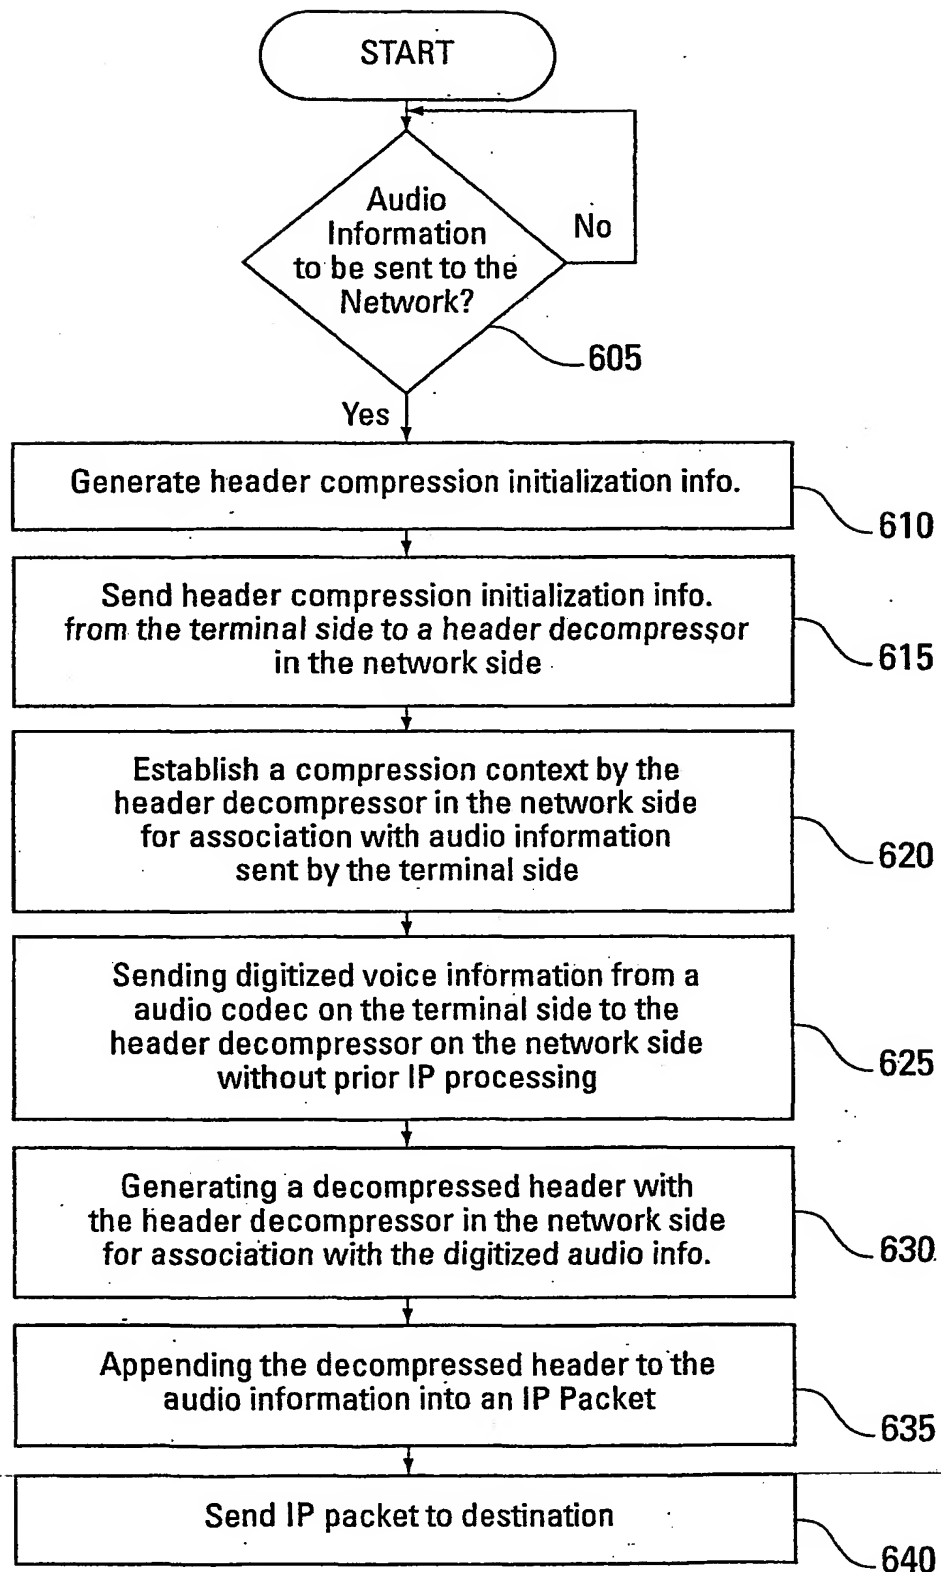 START
Audio
Information
to be sent to the
Network?
No
605
Yes
Generate header compression initialization info.
610
Send header compression initialization info.
from the terminal side to a header decompressor
in the network side
615
Establish a compression context by the
header decompressor in the network side
for association with audio information
sent by the terminal side
620
Sending digitized voice information from a
audio codec on the terminal side to the
header decompressor on the network side
without prior IP processing
625
Generating a decompressed header with
the header decompressor in the network side
for association with the digitized audio info.
630
Appending the decompressed header to the
audio information into an IP Packet
635
Send IP packet to destination
640